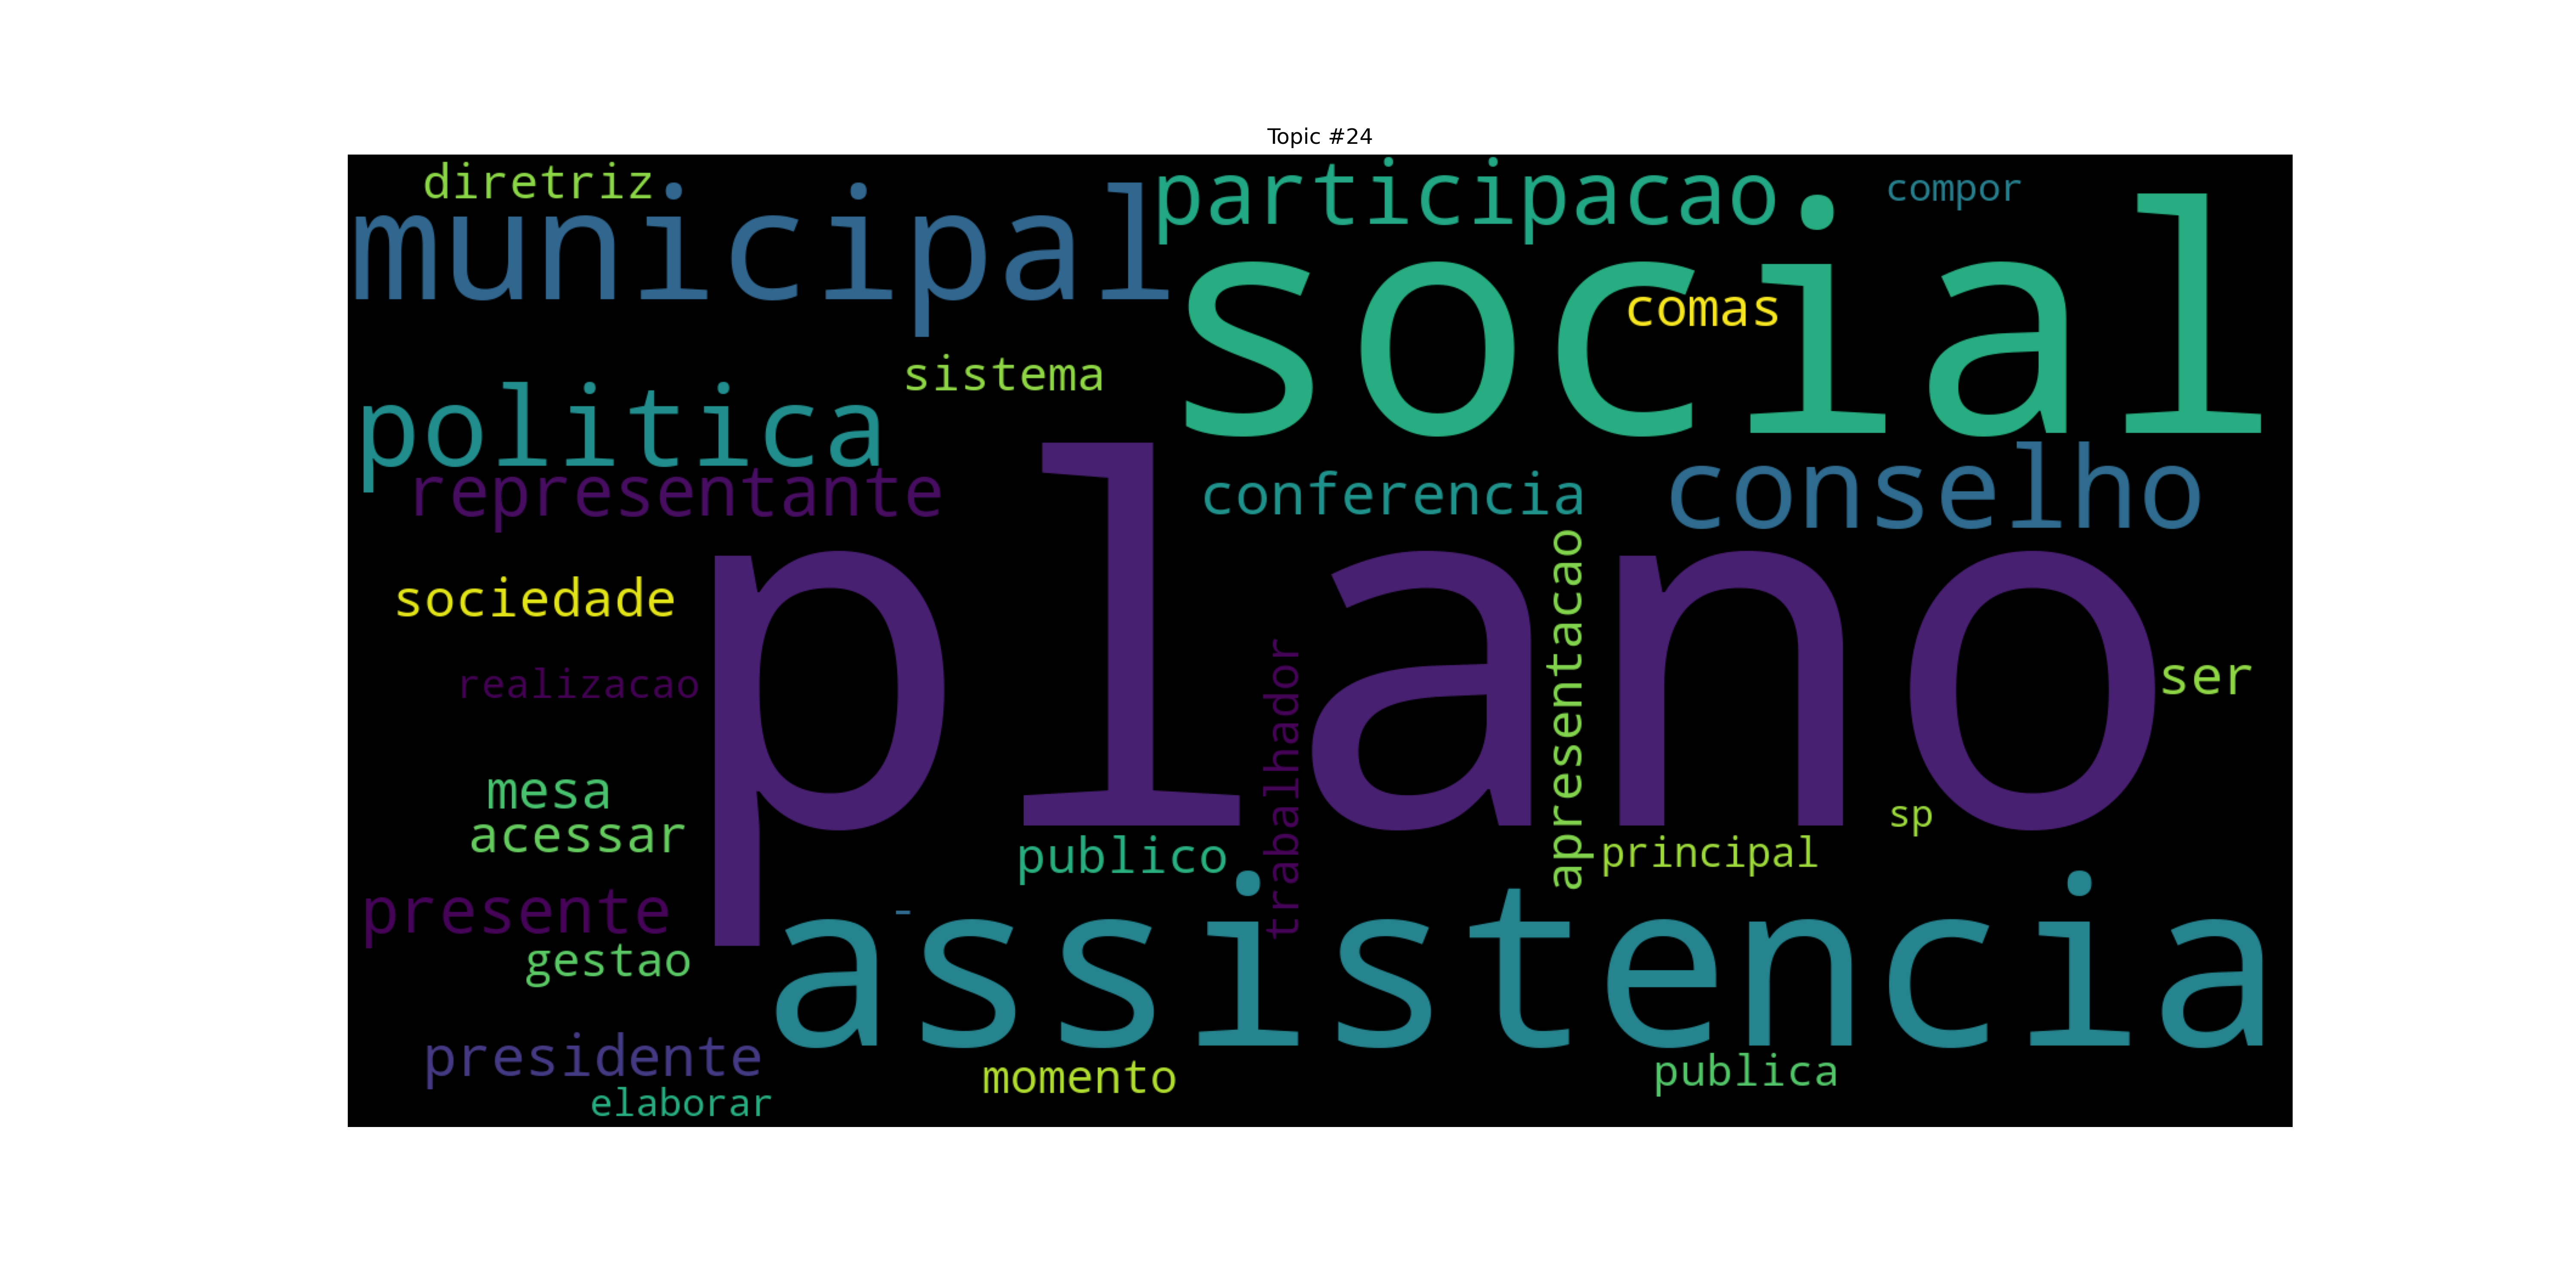 Topic #24
diretriz
participacao
compor
municipal
social
comas
sistema
politica
representante
conferencia
conselho
sociedade
plano
apresentacao
trabalhador
realizacao
ser
mesa
acessar
sp
publico
principal
presente
-
assistencia
gestao
presidente
momento
publica
elaborar